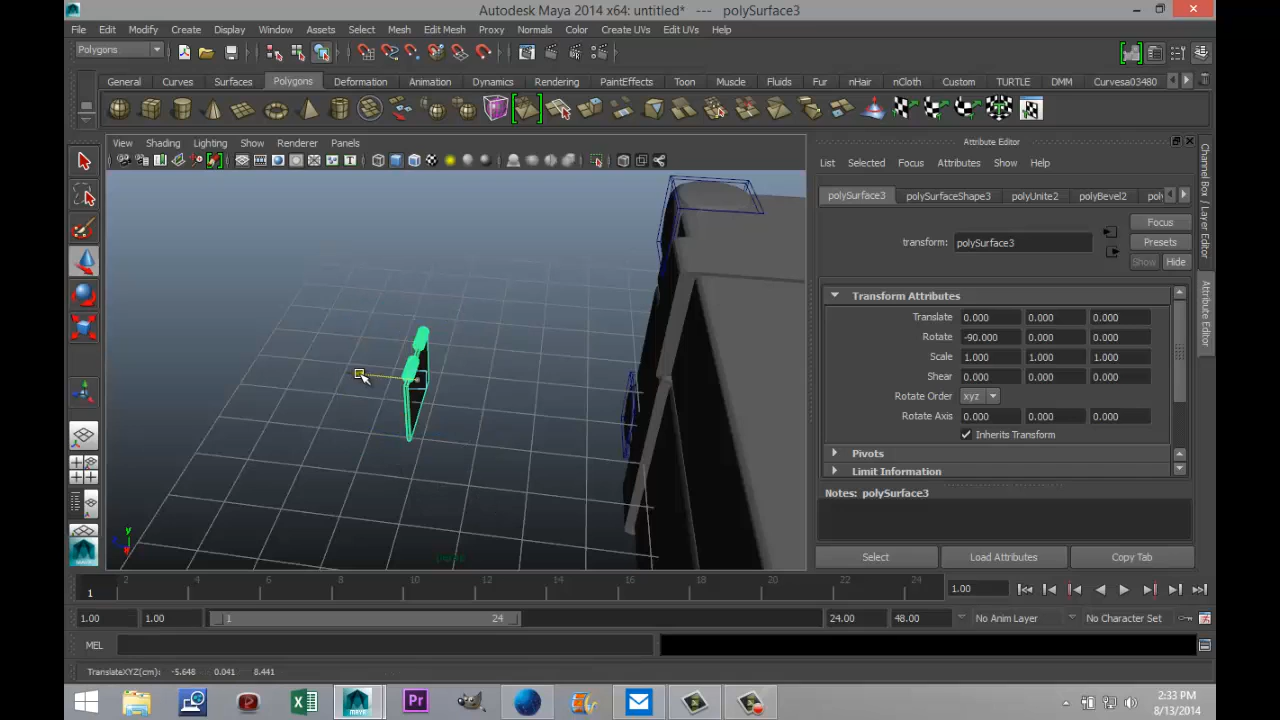 Autodesk Maya 2014 x64: untitled* --- polySurface3
File Edit Modify Create Display Window Assets Select Mesh Edit Mesh Proxy Normals Color Create UVs Edit UVs Help
Polygons
General Curves Surfaces Polygons Deformation Animation Dynamics Rendering PaintEffects Toon Muscle Fluids Fur nHair nCloth Custom TURTLE DMM Curvesa03480
View Shading Lighting Show Renderer Panels
Attribute Editor
List Selected Focus Attributes Show Help
polySurface3 polySurfaceShape3 polyUnite2 polyBevel2 poly
Focus
transform: polySurface3
Presets
Show Hide
Transform Attributes
Translate 0.000 0.000 0.000
Rotate -90.000 0.000 0.000
Scale 1.000 1.000 1.000
Shear 0.000 0.000 0.000
Rotate Order xyz
Rotate Axis 0.000 0.000 0.000
Inherits Transform
Pivots
Limit Information
Notes: polySurface3
Select Load Attributes Copy Tab
Channel Box / Layer Editor
Attribute Editor
y
persp
2 4 6 8 10 12 14 16 18 20 22 24
1
1.00
1.00 1.00 1 24 24.00 48.00 No Anim Layer No Character Set
MEL
TranslateXYZ(cm): -5.648 0.041 8.441
2:33 PM
8/13/2014